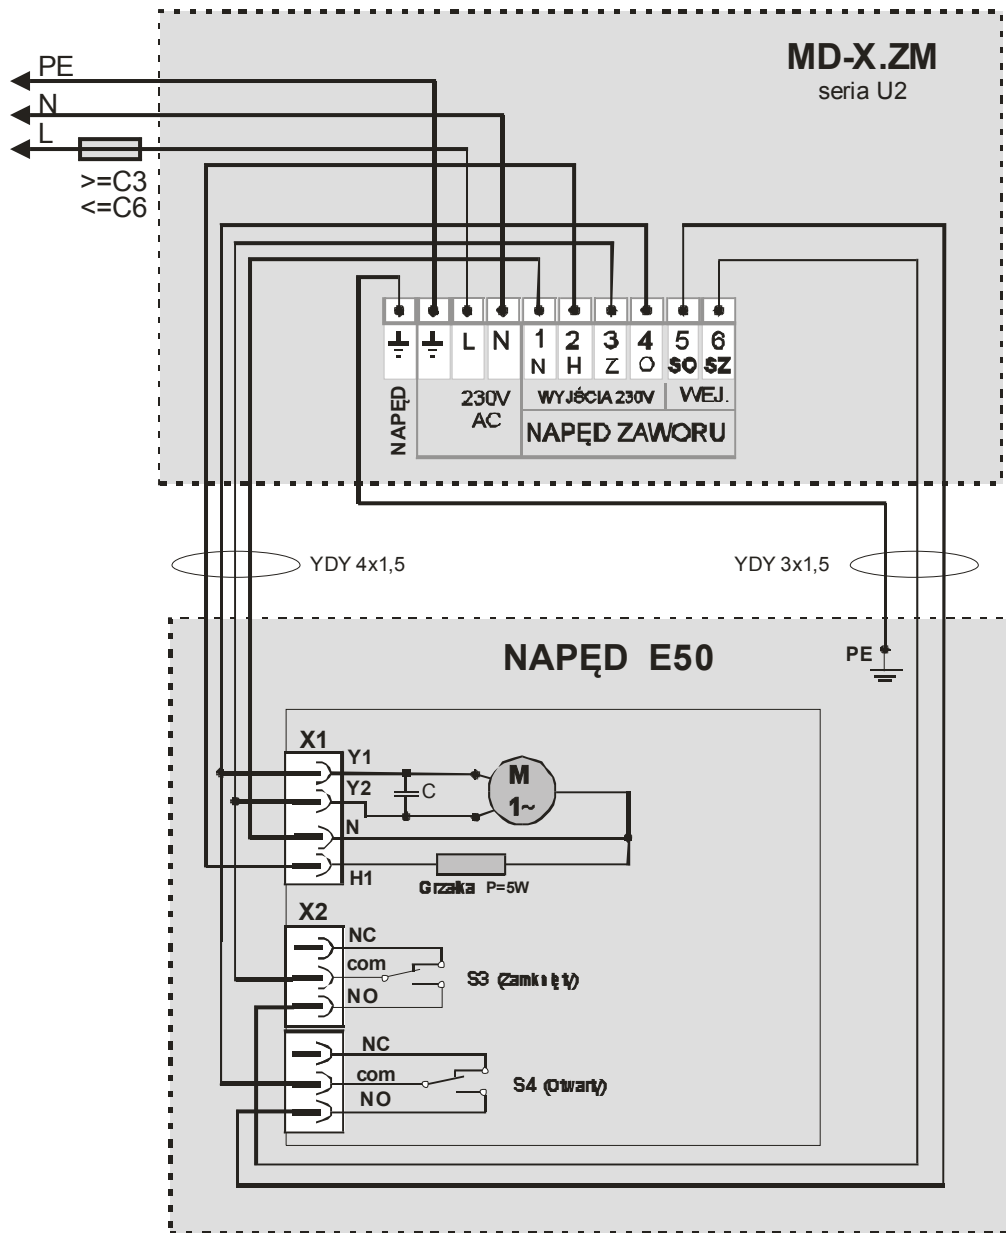 MD-X.ZM
seria U2
PE
N
L
>=C3
<=C6
L N 1 2 3 4 5 6
N H Z O SO SZ
NAPĘD
230V
AC
WYJŚCIA 230V
WEJ.
NAPĘD ZAWORU
YDY 4x1,5
YDY 3x1,5
NAPĘD E50
PE
X1
Y1
Y2
C
M
1~
N
H1
Grzałka P=5W
X2
NC
com
NO
S3 (Zamknięty)
NC
com
NO
S4 (Otwarty)